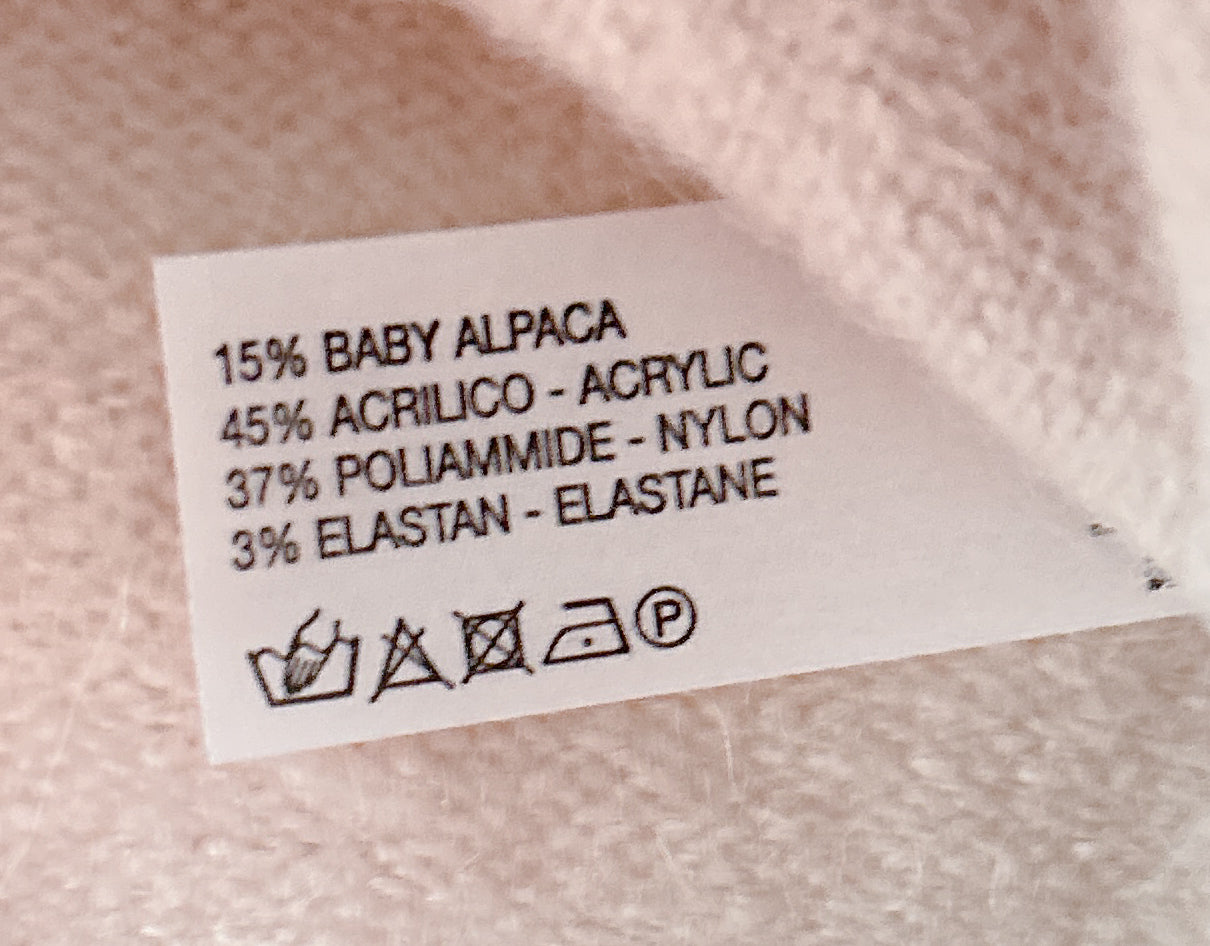 15% BABY ALPACA
45% ACRILICO - ACRYLIC
37% POLIAMMIDE - NYLON
3% ELASTAN - ELASTANE
P